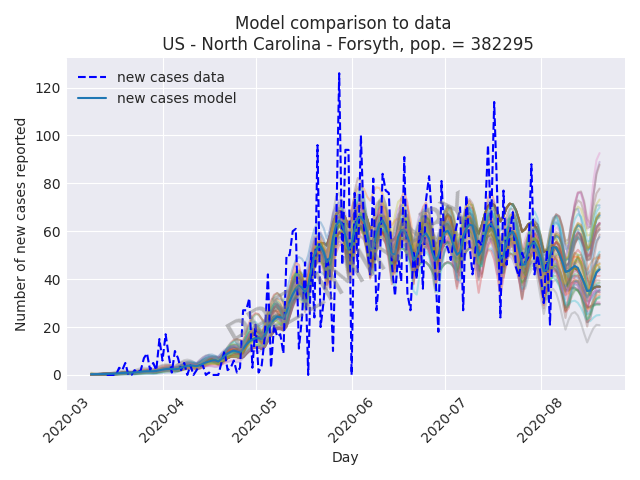 Model comparison to data
US - North Carolina - Forsyth, pop. = 382295
new cases data
new cases model
Number of new cases reported
120
100
80
60
40
20
0
2020-03
2020-04
2020-05
2020-06
2020-07
2020-08
Day